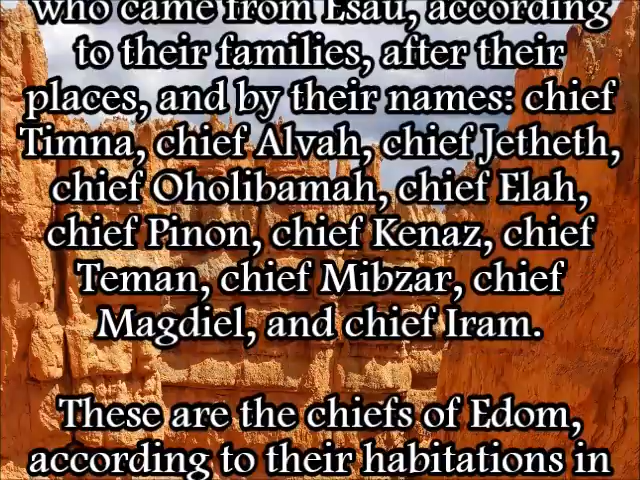 who came from Esau, according
to their families, after their
places, and by their names: chief
Timna, chief Alvah, chief Jetheth,
chief Oholibamah, chief Elah,
chief Pinon, chief Kenaz, chief
Teman, chief Mibzar, chief
Magdiel, and chief Iram.
These are the chiefs of Edom,
according to their habitations in